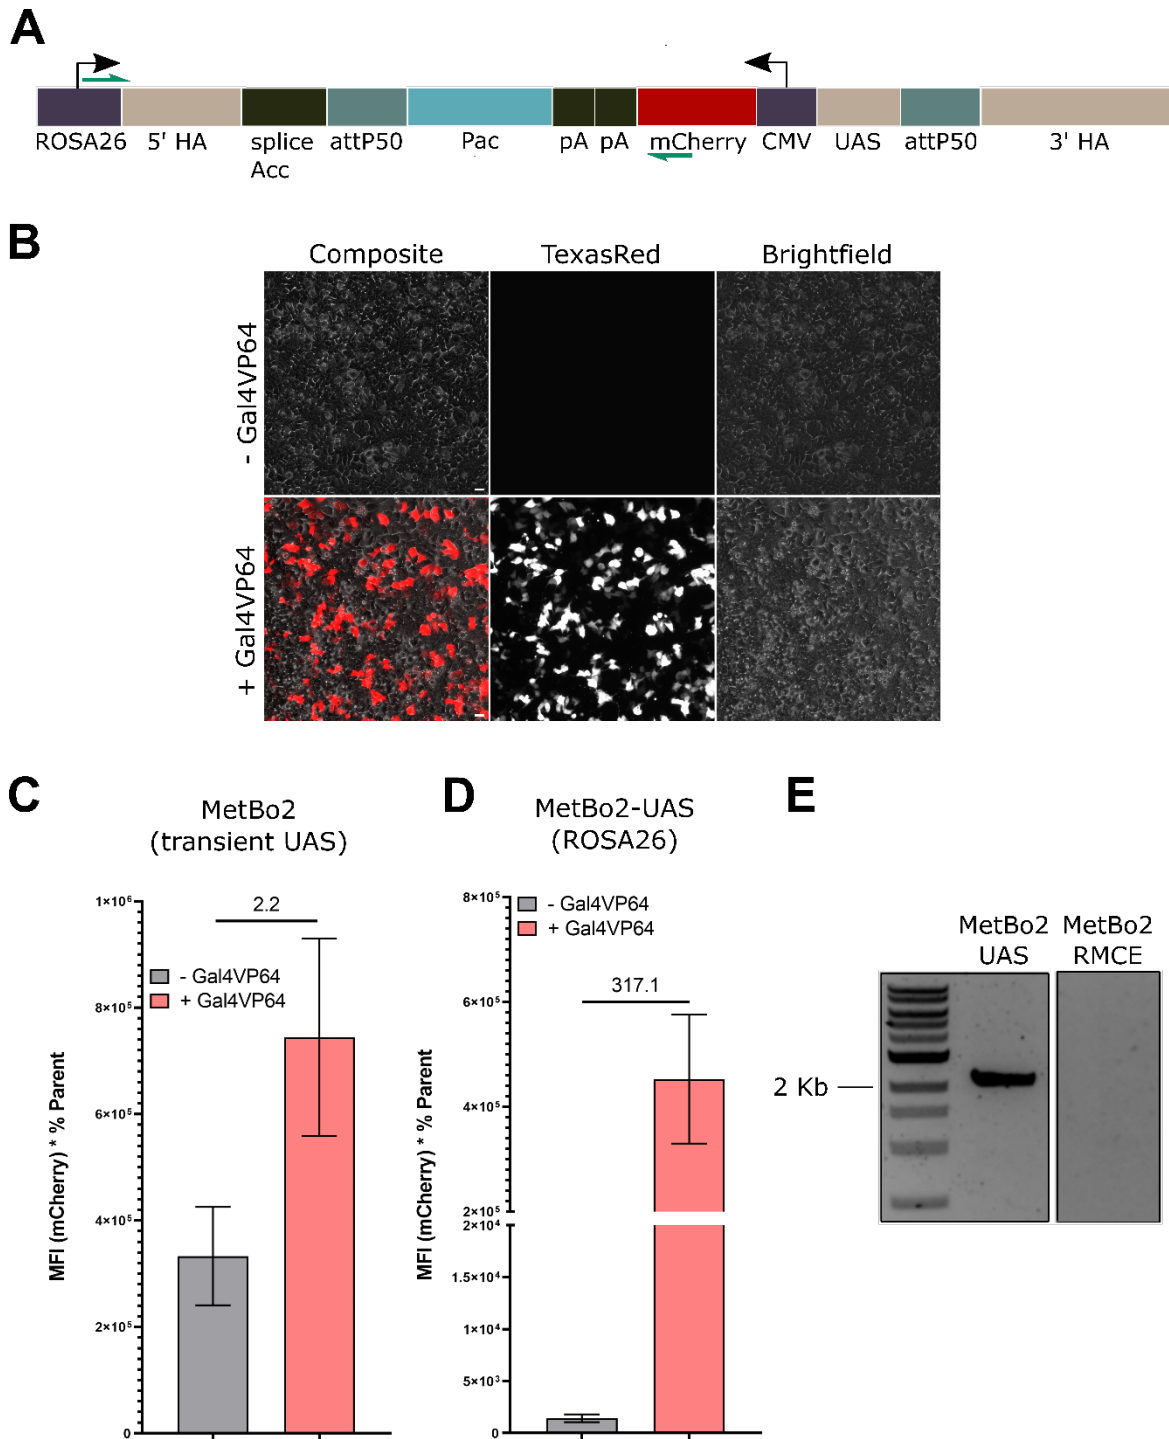 A
ROSA26 5' HA splice Acc attP50 Pac pA pA mCherry CMV UAS attP50 3' HA
B
Composite TexasRed Brightfield
- Gal4VP64
+ Gal4VP64
C
MetBo2
(transient UAS)
MFI (mCherry) * % Parent
1×10⁶
8×10⁵
6×10⁵
4×10⁵
2×10⁵
0
2.2
- Gal4VP64
+ Gal4VP64
D
MetBo2-UAS
(ROSA26)
MFI (mCherry) * % Parent
8×10⁵
6×10⁵
4×10⁵
2×10⁵
2×10⁴
1.5×10⁴
1×10⁴
5×10³
0
- Gal4VP64
+ Gal4VP64
317.1
E
MetBo2 MetBo2
UAS RMCE
2 Kb